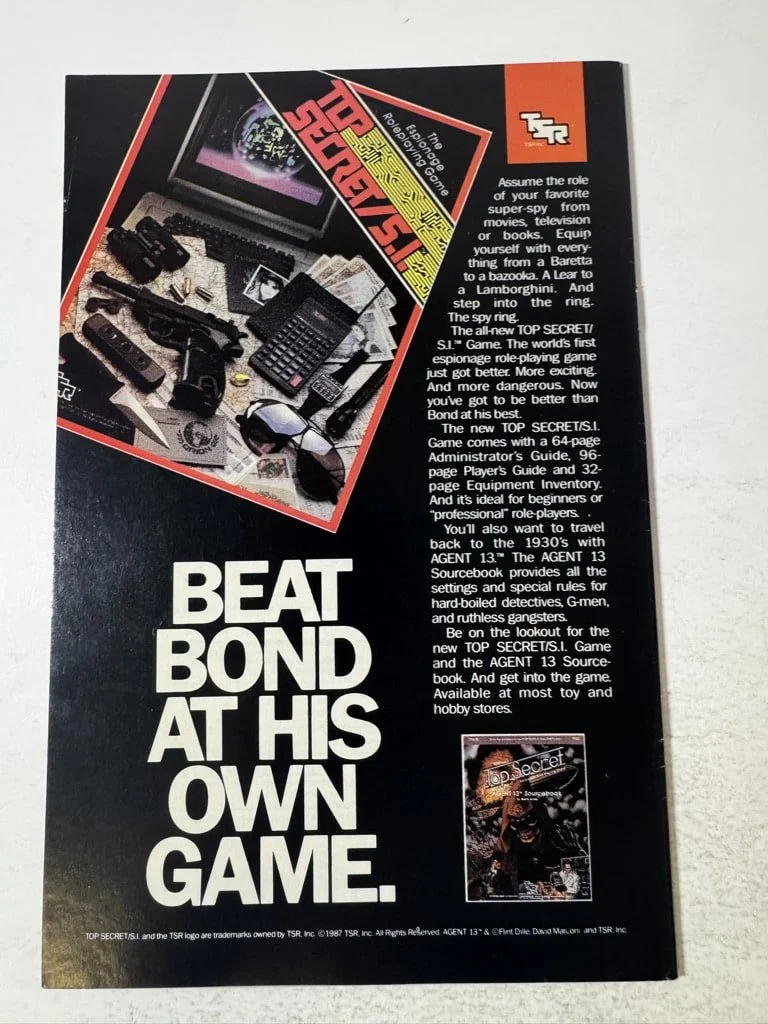 TOP
SECRET/S.I.™
The
Espionage
Roleplaying Game
TSR
TSR Inc.
Assume the role
of your favorite
super-spy from
movies, television
or books. Equip
yourself with every-
thing from a Baretta
to a bazooka. A Lear to
a Lamborghini. And
step into the ring.
The spy ring.
The all-new TOP SECRET/
S.I.™ Game. The world's first
espionage role-playing game
just got better. More exciting.
And more dangerous. Now
you've got to be better than
Bond at his best.
The new TOP SECRET/S.I.
Game comes with a 64-page
Administrator's Guide, 96-
page Player's Guide and 32-
page Equipment Inventory.
And it's ideal for beginners or
"professional" role-players.
You'll also want to travel
back to the 1930's with
AGENT 13.™ The AGENT 13
Sourcebook provides all the
settings and special rules for
hard-boiled detectives, G-men,
and ruthless gangsters.
Be on the lookout for the
new TOP SECRET/S.I. Game
and the AGENT 13 Source-
book. And get into the game.
Available at most toy and
hobby stores.
BEAT
BOND
AT HIS
OWN
GAME.
Top Secret
AGENT 13™ Sourcebook
TOP SECRET/S.I. and the TSR logo are trademarks owned by TSR, Inc. ©1987 TSR, Inc. All Rights Reserved. AGENT 13™ & ©Flint Dille, David Marconi and TSR, Inc.